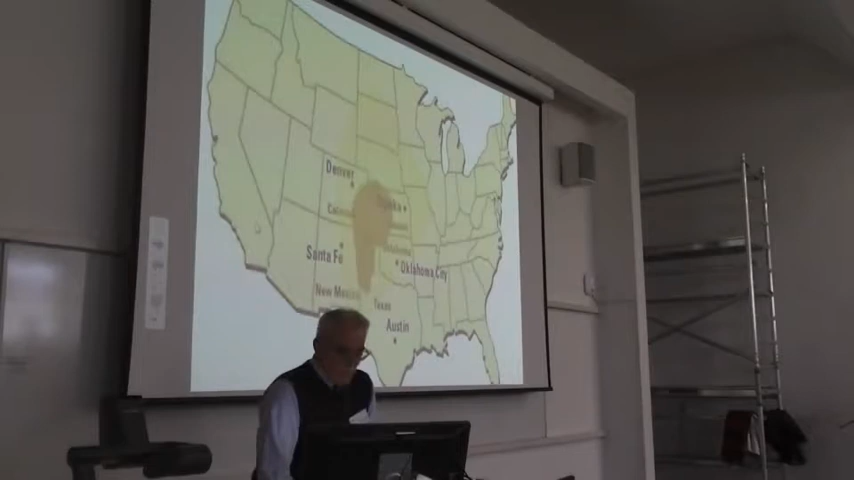 Denver
Santa Fe
Oklahoma City
New Mexico
Texas
Austin